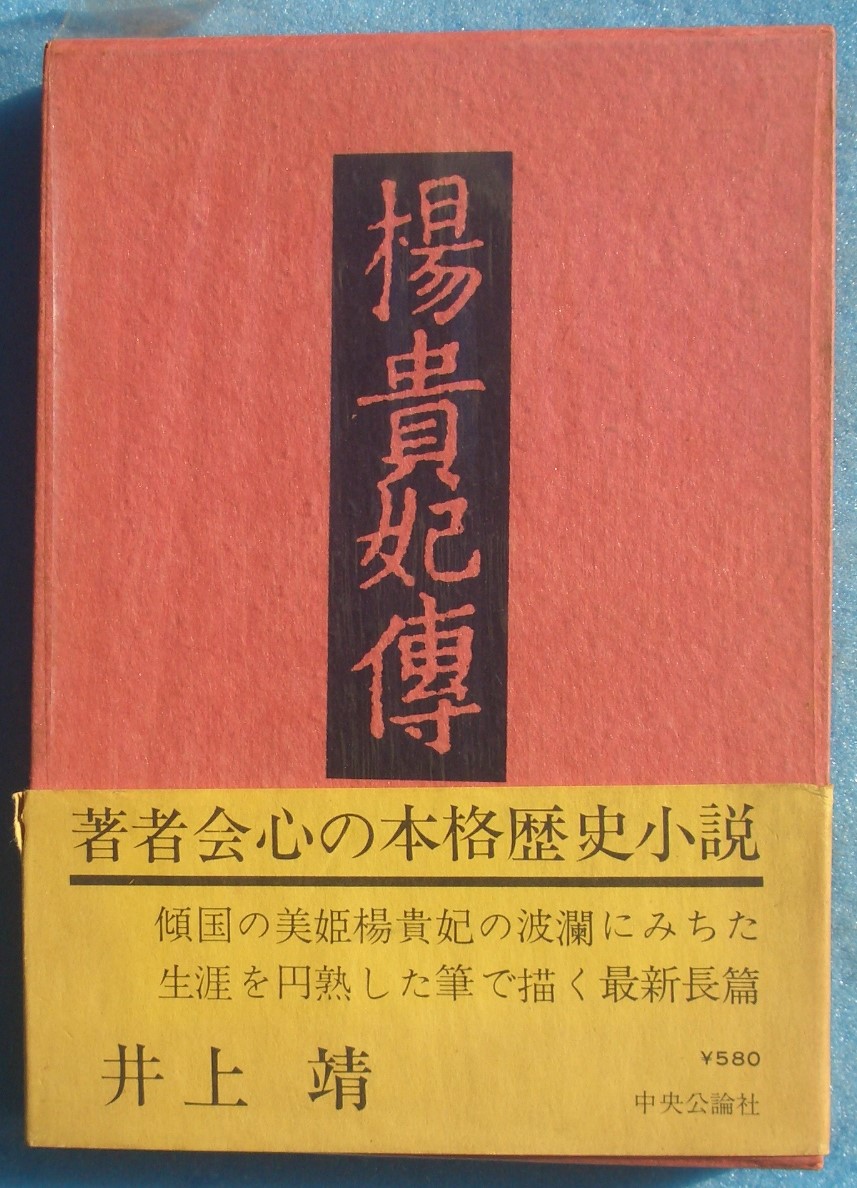 楊貴妃傳
著者会心の本格歴史小説
傾国の美姫楊貴妃の波瀾にみちた
生涯を円熟した筆で描く最新長篇
井上 靖
¥580
中央公論社